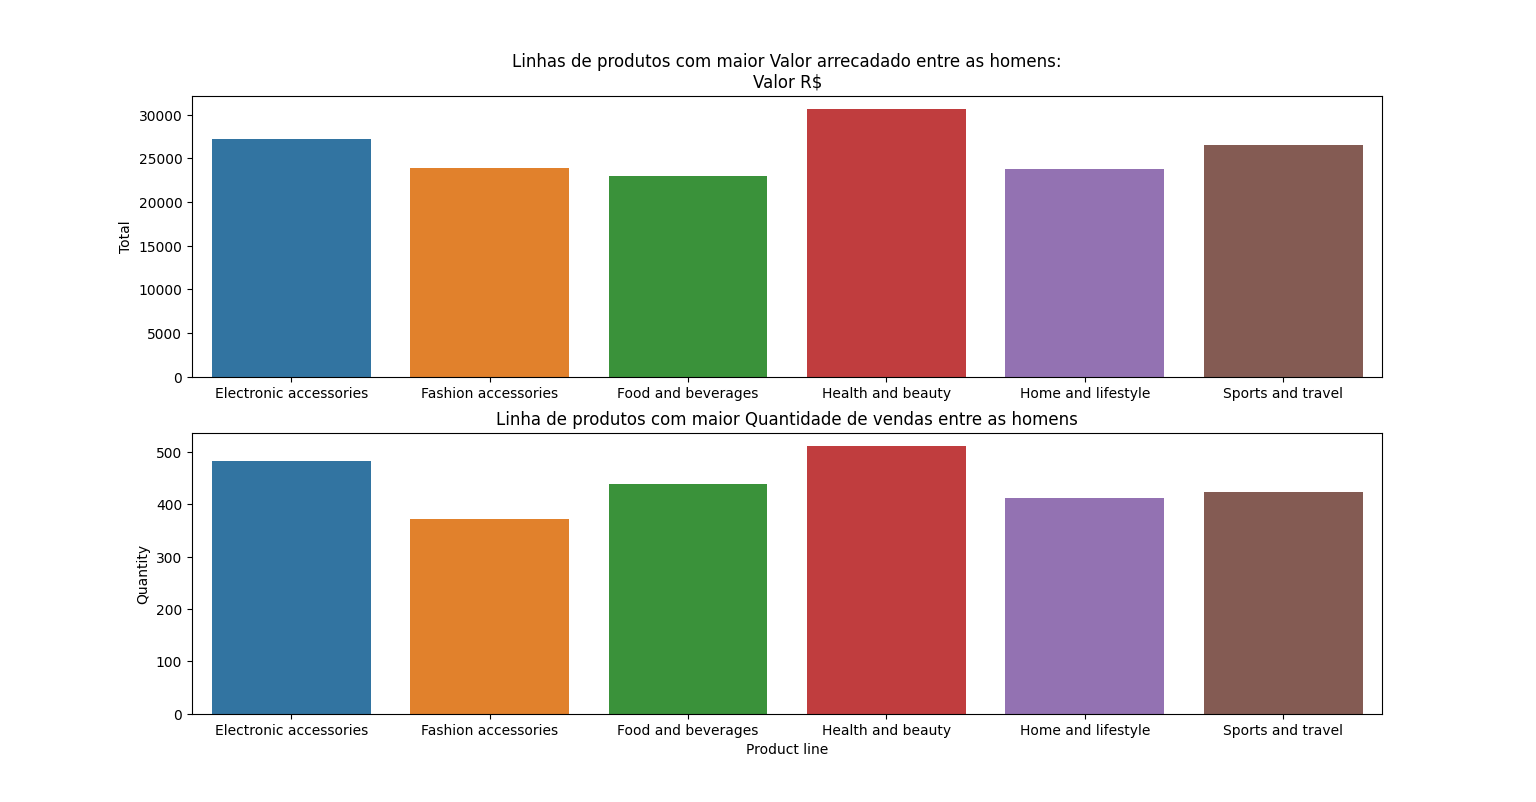 Linhas de produtos com maior Valor arrecadado entre as homens:
Valor R$
30000
25000
20000
15000
10000
5000
0
Total
Electronic accessories Fashion accessories Food and beverages Health and beauty Home and lifestyle Sports and travel
Linha de produtos com maior Quantidade de vendas entre as homens
500
400
300
200
100
0
Quantity
Electronic accessories Fashion accessories Food and beverages Health and beauty Home and lifestyle Sports and travel
Product line